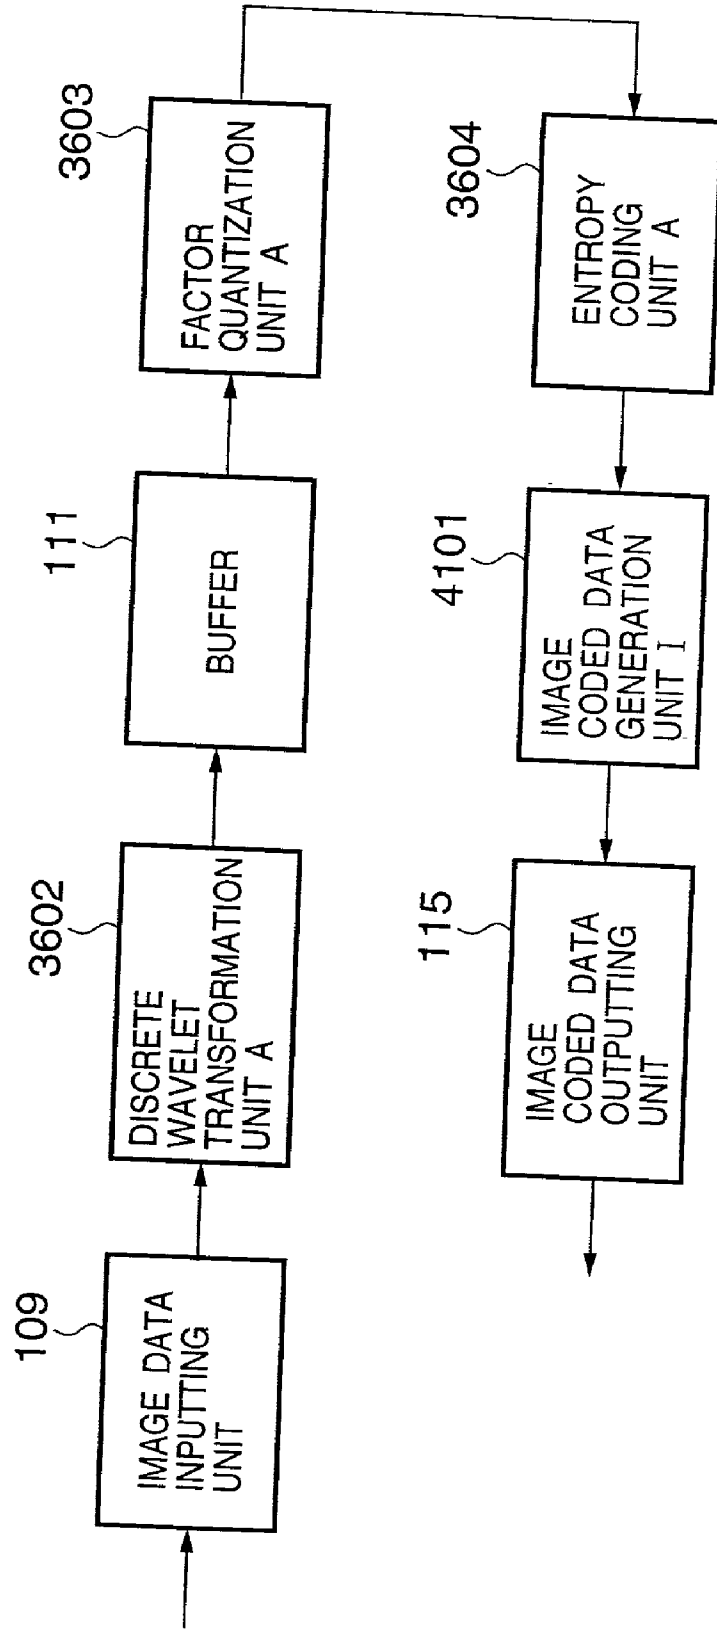 109
IMAGE DATA
INPUTTING
UNIT
3602
DISCRETE
WAVELET
TRANSFORMATION
UNIT A
111
BUFFER
3603
FACTOR
QUANTIZATION
UNIT A
3604
ENTROPY
CODING
UNIT A
4101
IMAGE
CODED DATA
GENERATION
UNIT I
115
IMAGE
CODED DATA
OUTPUTTING
UNIT